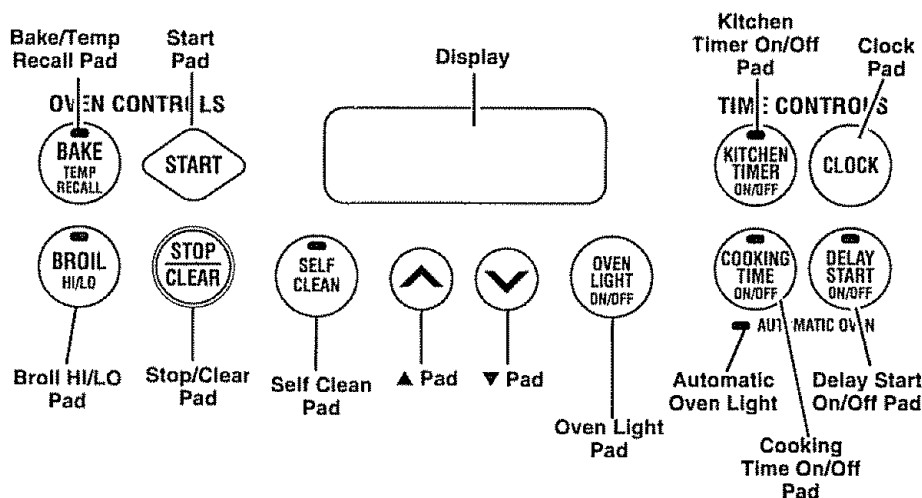 Bake/Temp
Recall Pad
Start
Pad
Display
Kitchen
Timer On/Off
Pad
Clock
Pad
OVEN CONTROLS
TIME CONTROLS
BAKE
TEMP
RECALL
START
KITCHEN
TIMER
ON/OFF
CLOCK
BROIL
HI/LO
STOP
CLEAR
SELF
CLEAN
OVEN
LIGHT
ON/OFF
COOKING
TIME
ON/OFF
DELAY
START
ON/OFF
AUTOMATIC OVEN
Broil HI/LO
Pad
Stop/Clear
Pad
Self Clean
Pad
▲ Pad
▼ Pad
Oven Light
Pad
Automatic
Oven Light
Delay Start
On/Off Pad
Cooking
Time On/Off
Pad